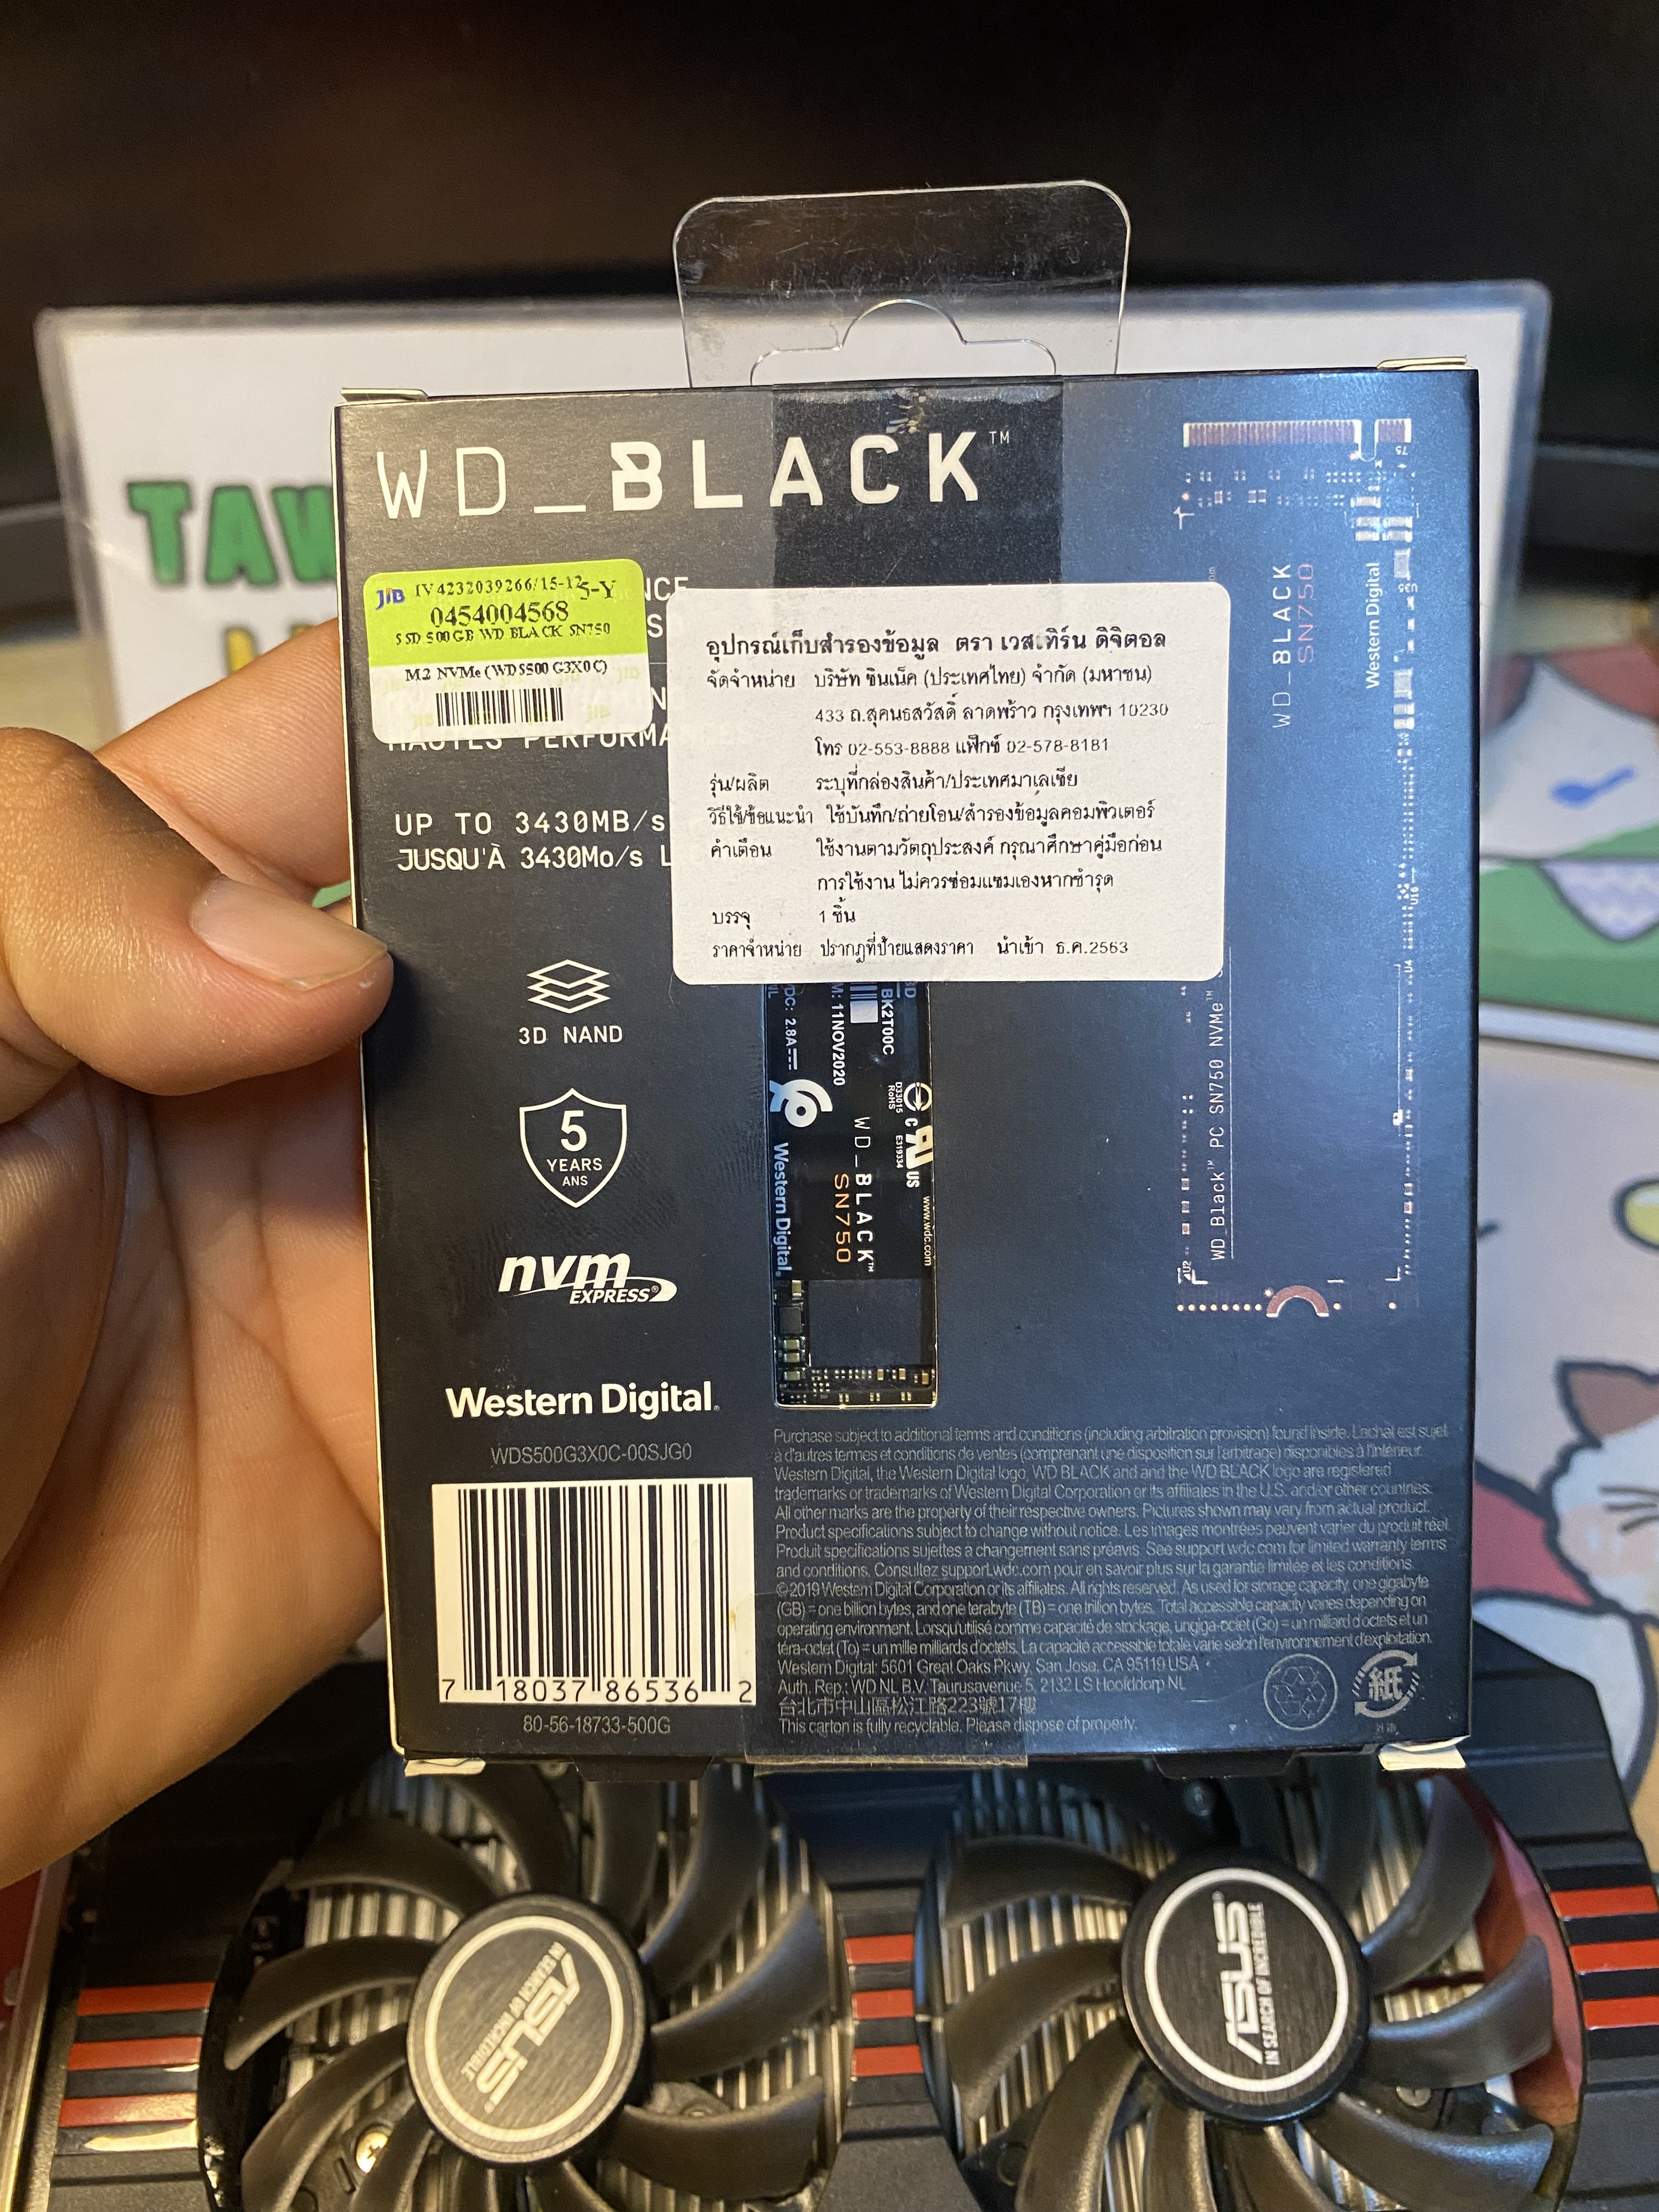 TAW
WD_BLACK™
JIB IV4232039266/15-12 5-Y
0454004568
SSD 500GB WD BLACK SN750
M.2 NVMe (WDS500G3X0C)
NCE
HAUTES PERFORMA
UP TO 3430MB/s
JUSQU'À 3430Mo/s L
อุปกรณ์เก็บสำรองข้อมูล ตรา เวสเทิร์น ดิจิตอล
จัดจำหน่าย บริษัท ซินเน็ค (ประเทศไทย) จำกัด (มหาชน)
433 ถ.สุคนธสวัสดิ์ ลาดพร้าว กรุงเทพฯ 10230
โทร 02-553-8888 แฟ็กซ์ 02-578-8181
รุ่น/ผลิต ระบุที่กล่องสินค้า/ประเทศมาเลเซีย
วิธีใช้/ข้อแนะนำ ใช้บันทึก/ถ่ายโอน/สำรองข้อมูลคอมพิวเตอร์
คำเตือน ใช้งานตามวัตถุประสงค์ กรุณาศึกษาคู่มือก่อน
การใช้งาน ไม่ควรซ่อมแซมเองหากชำรุด
บรรจุ 1 ชิ้น
ราคาจำหน่าย ปรากฎที่ป้ายแสดงราคา นำเข้า ธ.ค.2563
3D NAND
5
YEARS
ANS
nvm
EXPRESS®
Western Digital.
WDS500G3X0C-00SJG0
7 18037 86536 2
80-56-18733-500G
BK2T00C
11NOV2020
VDC: 2.8A
D33015
RoHS
E319334
c UL US
WD_BLACK™
SN750
Western Digital.
www.wdc.com
WD_BLACK
SN750
Western Digital
WD_Black™ PC SN750 NVMe™
75
U35
U16
U4
U2
Purchase subject to additional terms and conditions (including arbitration provision) found inside. L'achat est sujet
à d'autres termes et conditions de ventes (comprenant une disposition sur l'arbitrage) disponibles à l'intérieur.
Western Digital, the Western Digital logo, WD BLACK and and the WD BLACK logo are registered
trademarks or trademarks of Western Digital Corporation or its affiliates in the U.S. and/or other countries.
All other marks are the property of their respective owners. Pictures shown may vary from actual product.
Product specifications subject to change without notice. Les images montrées peuvent varier du produit réel.
Produit specifications sujettes à changement sans préavis. See support.wdc.com for limited warranty terms
and conditions. Consultez support.wdc.com pour en savoir plus sur la garantie limitée et les conditions.
©2019 Western Digital Corporation or its affiliates. All rights reserved. As used for storage capacity, one gigabyte
(GB) = one billion bytes, and one terabyte (TB) = one trillion bytes. Total accessible capacity varies depending on
operating environment. Lorsqu'utilisé comme capacité de stockage, un giga-octet (Go) = un milliard d'octets et un
téra-octet (To) = un mille milliards d'octets. La capacité accessible totale varie selon l'environnement d'exploitation.
Western Digital: 5601 Great Oaks Pkwy, San Jose, CA 95119 USA
Auth. Rep.: WD NL B.V. Taurusavenue 5, 2132 LS Hoofddorp NL
台北市中山區松江路223號17樓
This carton is fully recyclable. Please dispose of properly.
紙
ASUS
IN SEARCH OF INCREDIBLE
ASUS
IN SEARCH OF INCREDIBLE